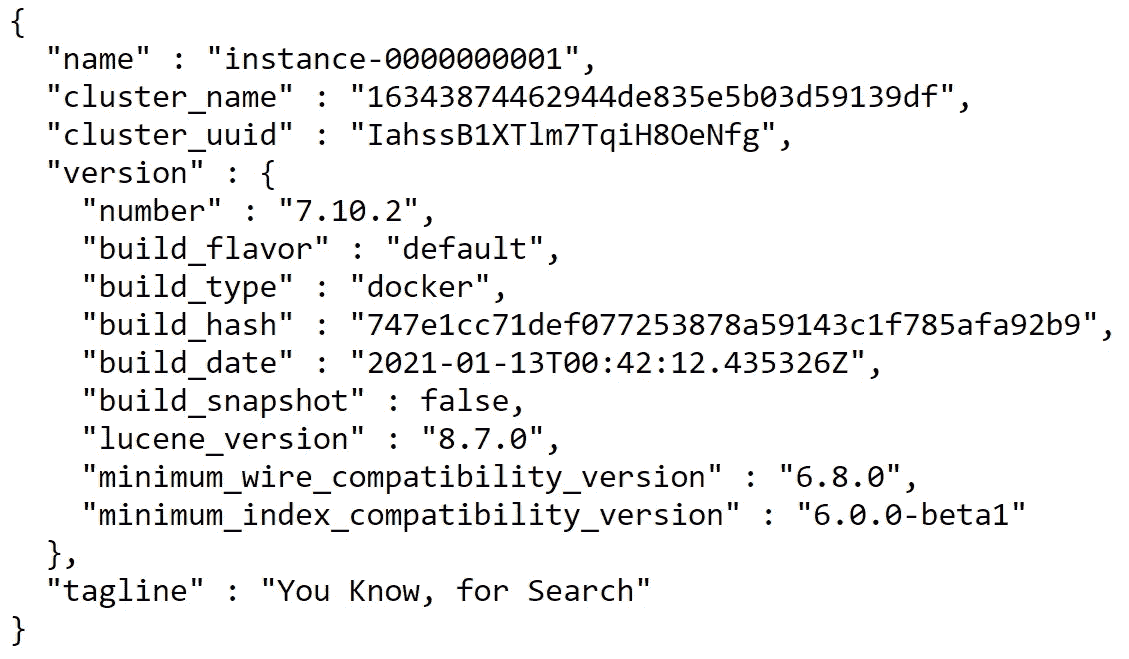 {
  "name" : "instance-0000000001",
  "cluster_name" : "16343874462944de835e5b03d59139df",
  "cluster_uuid" : "IahssB1XTlm7TqiH8OeNfg",
  "version" : {
    "number" : "7.10.2",
    "build_flavor" : "default",
    "build_type" : "docker",
    "build_hash" : "747e1cc71def077253878a59143c1f785afa92b9",
    "build_date" : "2021-01-13T00:42:12.435326Z",
    "build_snapshot" : false,
    "lucene_version" : "8.7.0",
    "minimum_wire_compatibility_version" : "6.8.0",
    "minimum_index_compatibility_version" : "6.0.0-beta1"
  },
  "tagline" : "You Know, for Search"
}